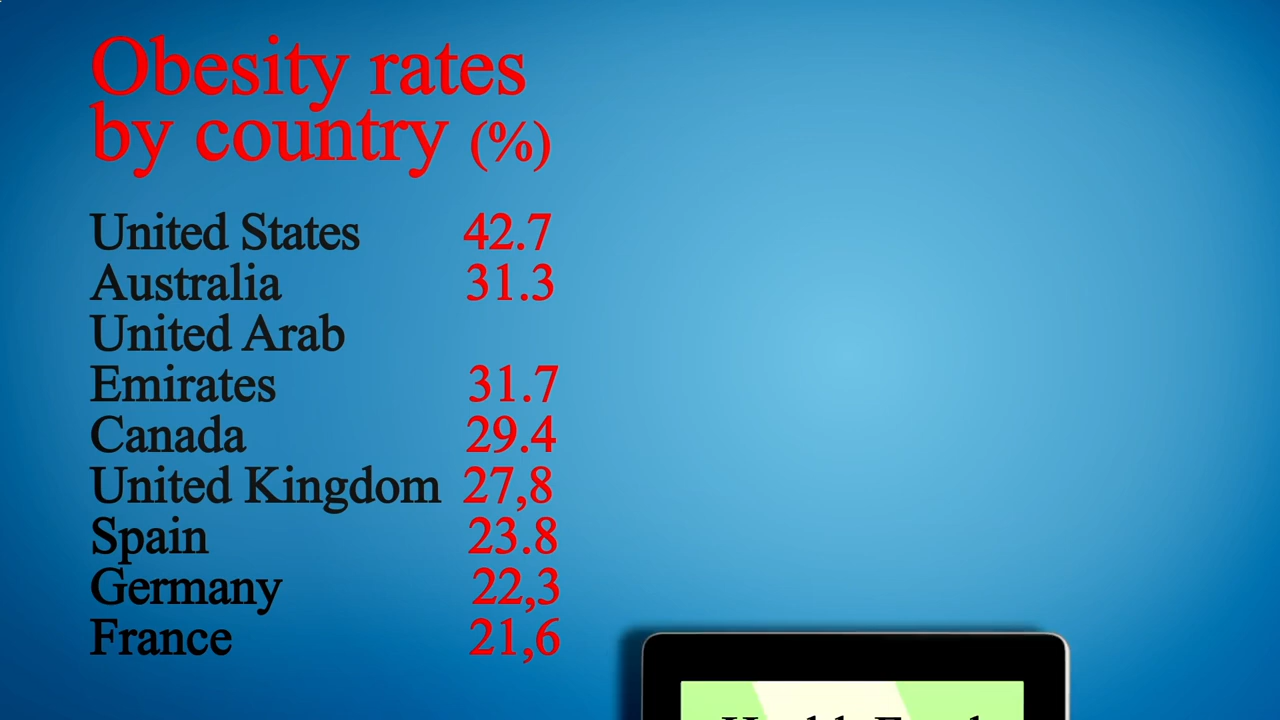 Obesity rates
by country (%)
United States 42.7
Australia 31.3
United Arab
Emirates 31.7
Canada 29.4
United Kingdom 27,8
Spain 23.8
Germany 22,3
France 21,6